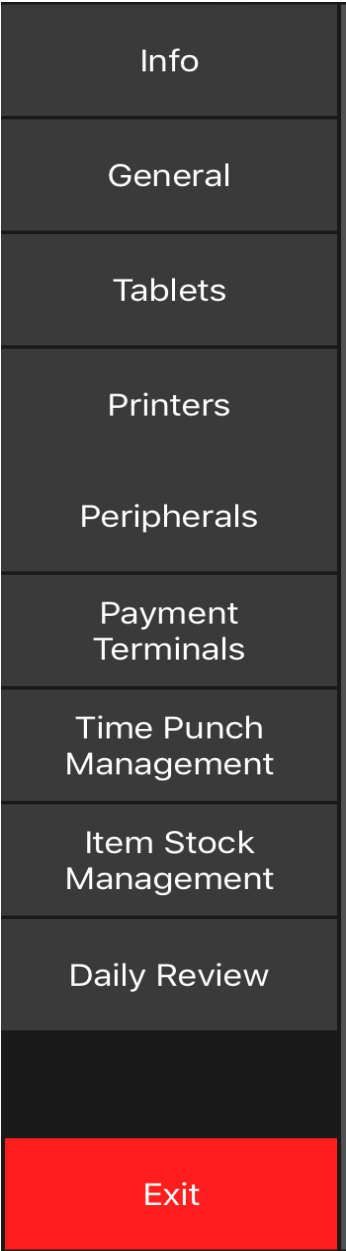 Info
General
Tablets
Printers
Peripherals
Payment
Terminals
Time Punch
Management
Item Stock
Management
Daily Review
Exit